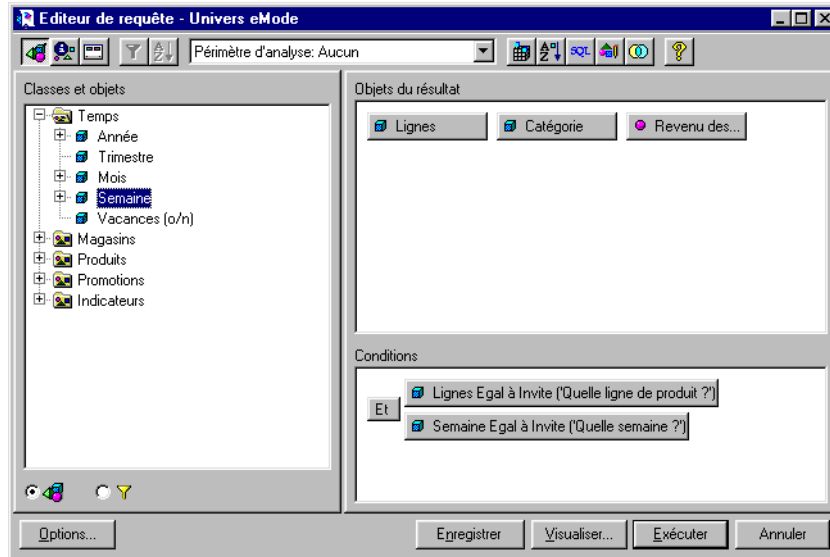 Editeur de requête - Univers eMode
Périmètre d'analyse: Aucun
SQL
Classes et objets
Temps
Année
Trimestre
Mois
Semaine
Vacances (o/n)
Magasins
Produits
Promotions
Indicateurs
Objets du résultat
Lignes Catégorie Revenu des...
Conditions
Et
Lignes Egal à Invite ('Quelle ligne de produit ?')
Semaine Egal à Invite ('Quelle semaine ?')
Options... Enregistrer Visualiser... Exécuter Annuler